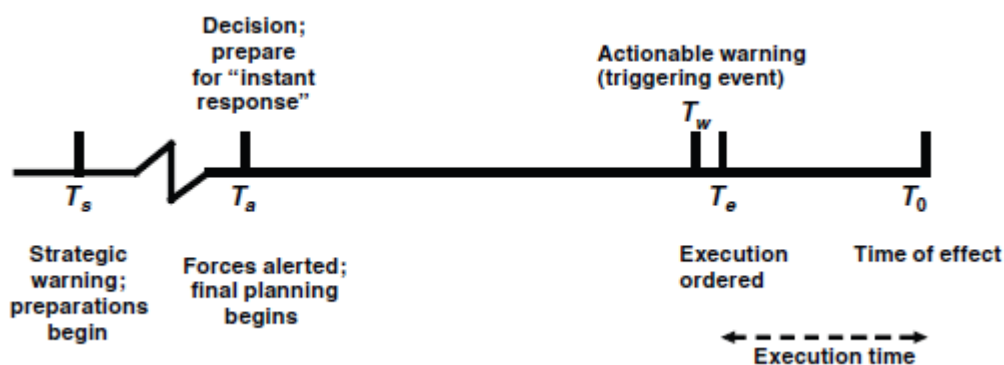 Decision;
prepare
for “instant
response”
Actionable warning
(triggering event)
Tw
Ts
Ta
Te
T0
Strategic
warning;
preparations
begin
Forces alerted;
final planning
begins
Execution
ordered
Time of effect
Execution time